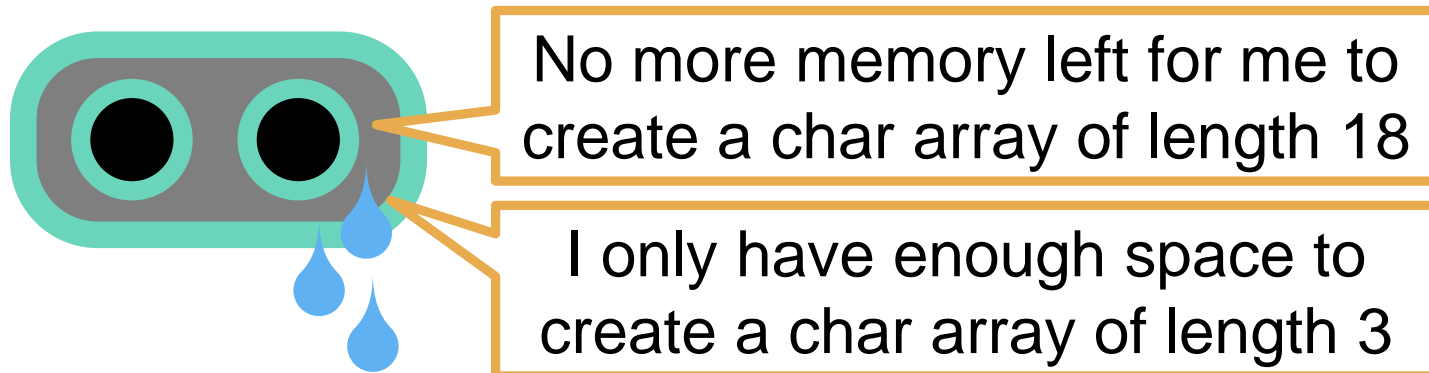 No more memory left for me to
create a char array of length 18
I only have enough space to
create a char array of length 3